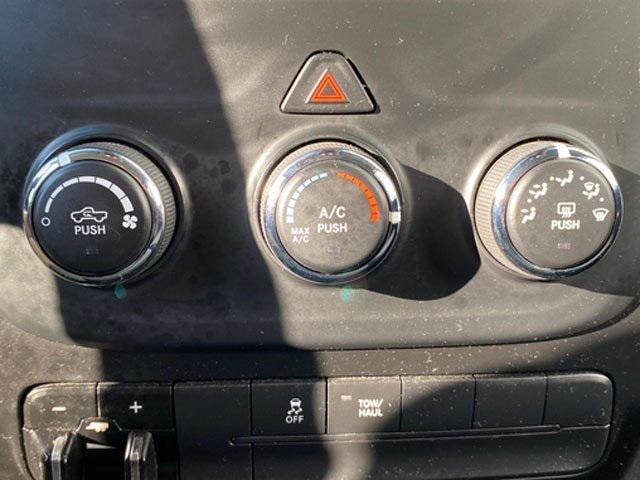 PUSH
A/C
PUSH
MAX
A/C
PUSH
- +
OFF
TOW/
HAUL